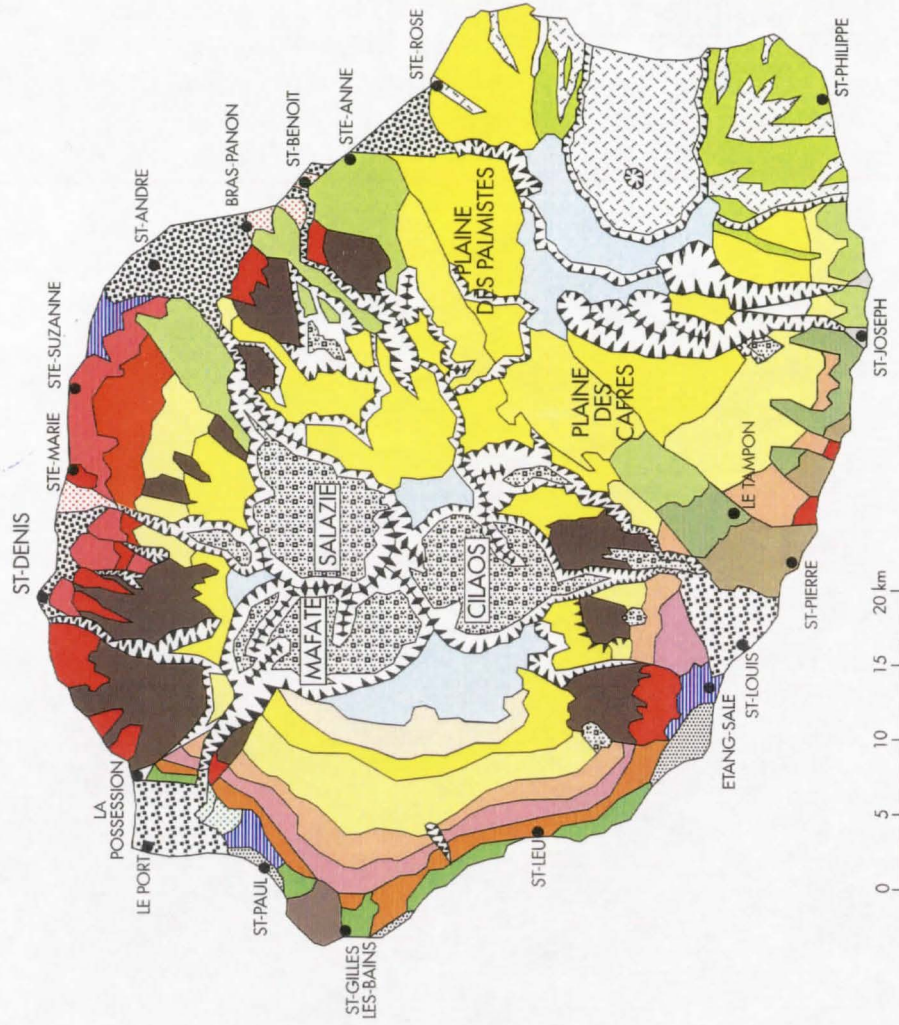 ST-DENIS
STE-MARIE
STE-SUZANNE
ST-ANDRE
BRAS-PANON
ST-BENOIT
STE-ANNE
STE-ROSE
LA
POSSESSION
LE PORT
ST-PAUL
ST-GILLES
LES-BAINS
MAFATE
SALAZIE
CILAOS
PLAINE
DES PALMISTES
PLAINE
DES
CAFRES
LE TAMPON
ST-LEU
ETANG-SALE
ST-LOUIS
ST-PIERRE
ST-JOSEPH
ST-PHILIPPE
0
5
10
15
20 km